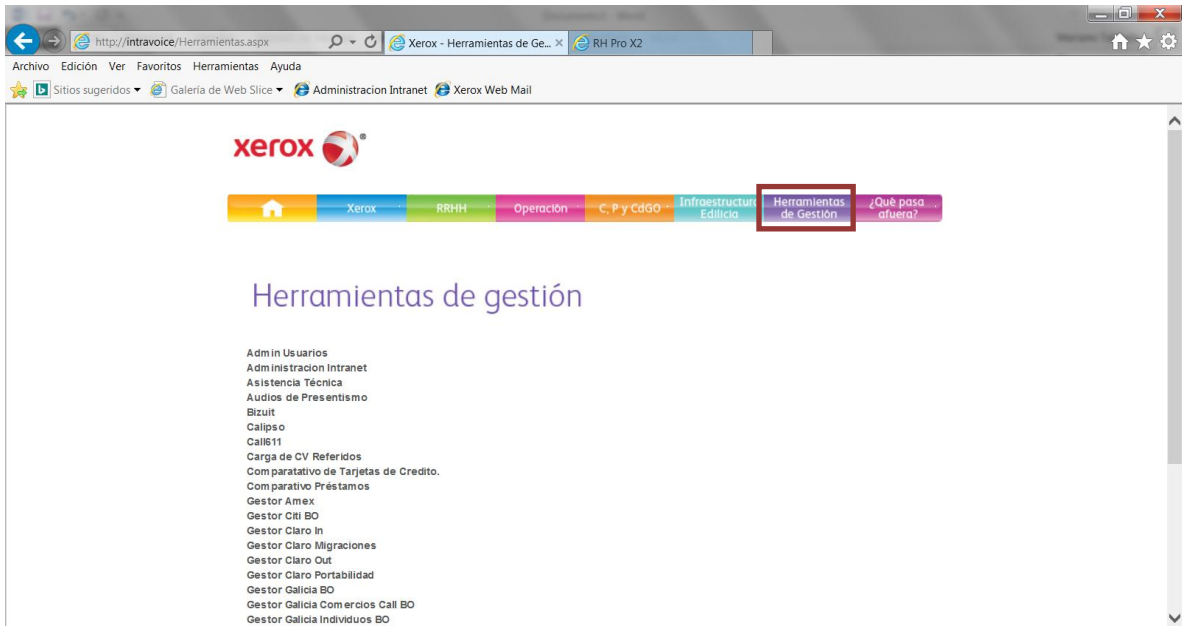 http://intravoice/Herramientas.aspx
Xerox - Herramientas de Ge...
RH Pro X2
Archivo Edición Ver Favoritos Herramientas Ayuda
Sitios sugeridos Galería de Web Slice Administracion Intranet Xerox Web Mail
xerox
Xerox
RRHH
Operación
C, P y CdGO
Infraestructura
Edilicia
Herramientas
de Gestión
¿Qué pasa
afuera?
Herramientas de gestión
Admin Usuarios
Administracion Intranet
Asistencia Técnica
Audios de Presentismo
Bizuit
Calipso
Call611
Carga de CV Referidos
Comparatativo de Tarjetas de Credito.
Comparativo Préstamos
Gestor Amex
Gestor Citi BO
Gestor Claro In
Gestor Claro Migraciones
Gestor Claro Out
Gestor Claro Portabilidad
Gestor Galicia BO
Gestor Galicia Comercios Call BO
Gestor Galicia Individuos BO